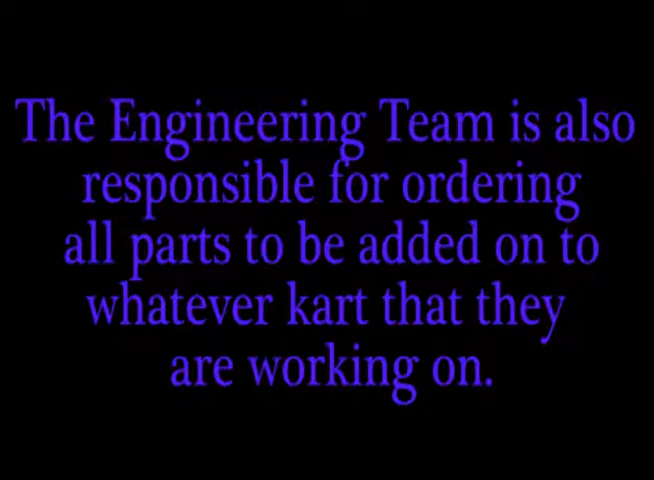 The Engineering Team is also
responsible for ordering
all parts to be added on to
whatever kart that they
are working on.